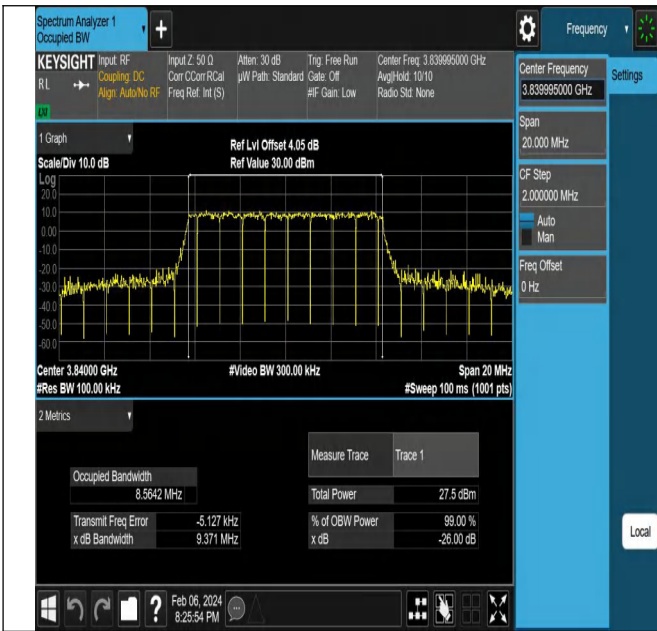 Spectrum Analyzer 1
Occupied BW
Frequency
KEYSIGHT
RL
LXI
Input: RF
Coupling: DC
Align: Auto/No RF
Input Z: 50 Ω
Corr CCorr RCal
Freq Ref: Int (S)
Atten: 30 dB
µW Path: Standard
Trig: Free Run
Gate: Off
#IF Gain: Low
Center Freq: 3.839995000 GHz
Avg|Hold: 10/10
Radio Std: None
Center Frequency
3.839995000 GHz
Settings
Span
20.000 MHz
CF Step
2.000000 MHz
Auto
Man
Freq Offset
0 Hz
1 Graph
Scale/Div 10.0 dB
Ref Lvl Offset 4.05 dB
Ref Value 30.00 dBm
Log
20.0
10.0
0.00
-10.0
-20.0
-30.0
-40.0
-50.0
-60.0
Center 3.84000 GHz
#Video BW 300.00 kHz
Span 20 MHz
#Res BW 100.00 kHz
#Sweep 100 ms (1001 pts)
2 Metrics
Measure Trace Trace 1
Occupied Bandwidth
8.5642 MHz
Total Power 27.5 dBm
Transmit Freq Error -5.127 kHz
% of OBW Power 99.00 %
x dB Bandwidth 9.371 MHz
x dB -26.00 dB
Local
?
Feb 06, 2024
8:25:54 PM